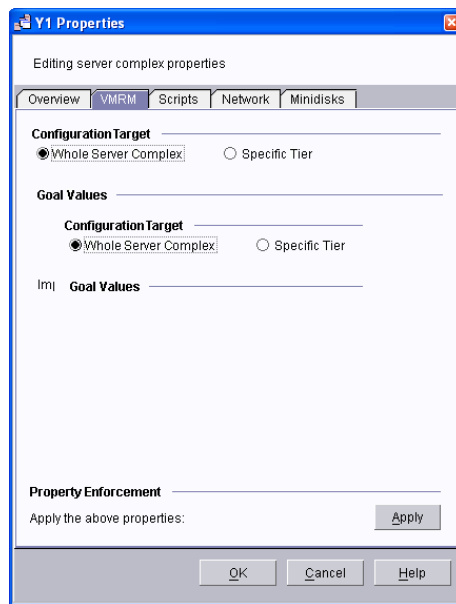 Y1 Properties
Editing server complex properties
Overview VMRM Scripts Network Minidisks
Configuration Target
Whole Server Complex Specific Tier
Goal Values
Configuration Target
Whole Server Complex Specific Tier
Im Goal Values
Property Enforcement
Apply the above properties: Apply
OK Cancel Help